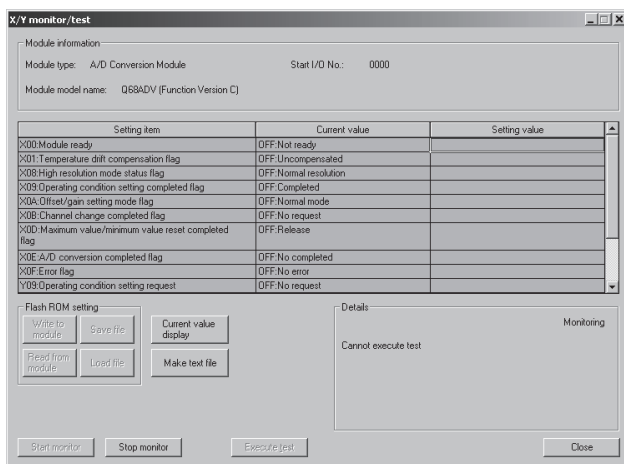 X/Y monitor/test
Module information
Module type: A/D Conversion Module Start I/O No.: 0000
Module model name: Q68ADV (Function Version C)
Setting item Current value Setting value
X00:Module ready OFF:Not ready
X01:Temperature drift compensation flag OFF:Uncompensated
X08:High resolution mode status flag OFF:Normal resolution
X09:Operating condition setting completed flag OFF:Completed
X0A:Offset/gain setting mode flag OFF:Normal mode
X0B:Channel change completed flag OFF:No request
X0D:Maximum value/minimum value reset completed OFF:Release
flag
X0E:A/D conversion completed flag OFF:No completed
X0F:Error flag OFF:No error
Y09:Operating condition setting request OFF:No request
Flash ROM setting
Write to
module
Save file
Current value
display
Read from
module
Load file
Make text file
Details
Monitoring
Cannot execute test
Start monitor Stop monitor Execute test Close